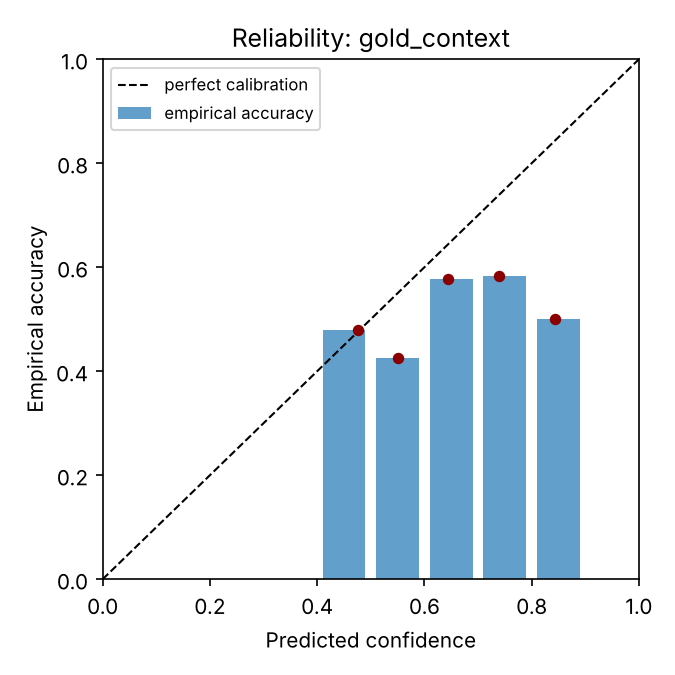 Reliability: gold_context
perfect calibration
empirical accuracy
1.0
0.8
0.6
0.4
0.2
0.0
Empirical accuracy
0.0 0.2 0.4 0.6 0.8 1.0
Predicted confidence